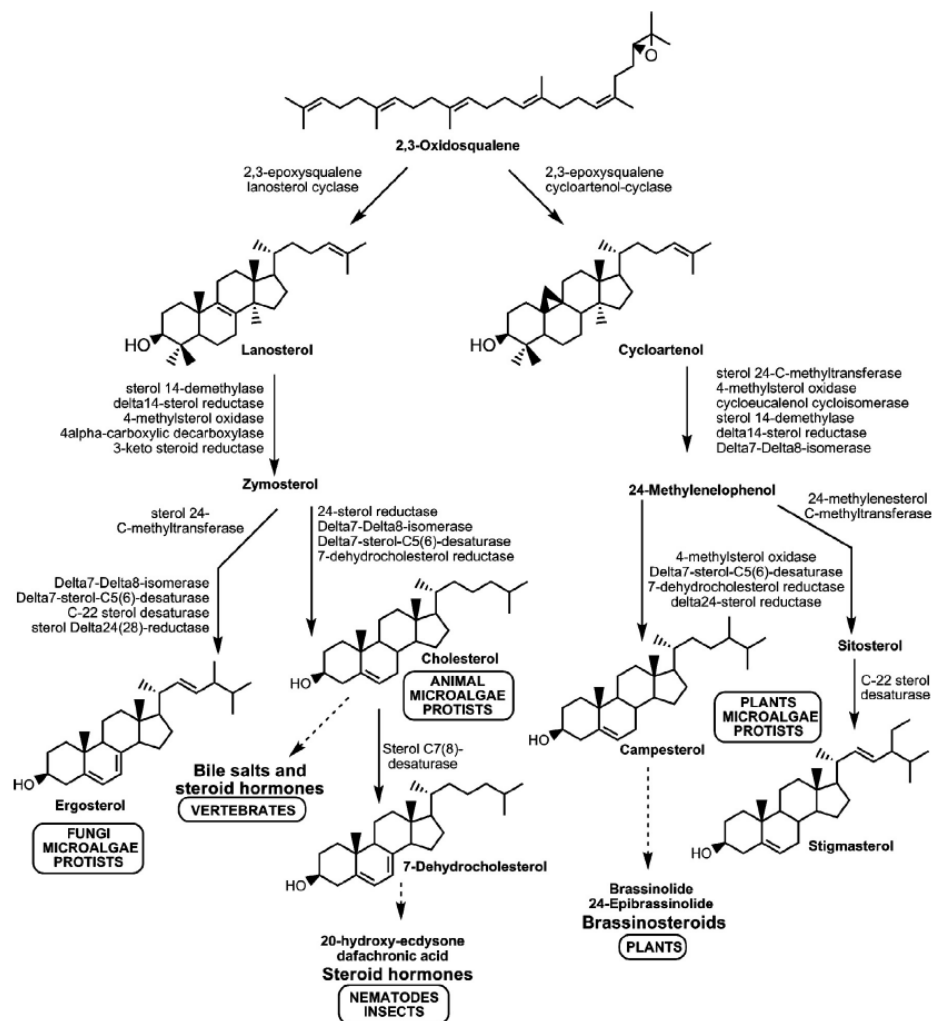 O
2,3-Oxidosqualene
2,3-epoxysqualene
lanosterol cyclase
2,3-epoxysqualene
cycloartenol-cyclase
HO
Lanosterol
HO
Cycloartenol
sterol 14-demethylase
delta14-sterol reductase
4-methylsterol oxidase
4alpha-carboxylic decarboxylase
3-keto steroid reductase
sterol 24-C-methyltransferase
4-methylsterol oxidase
cycloeucalenol cycloisomerase
sterol 14-demethylase
delta14-sterol reductase
Delta7-Delta8-isomerase
Zymosterol
24-Methylenelophenol
sterol 24-
C-methyltransferase
24-sterol reductase
Delta7-Delta8-isomerase
Delta7-sterol-C5(6)-desaturase
7-dehydrocholesterol reductase
24-methylenesterol
C-methyltransferase
Delta7-Delta8-isomerase
Delta7-sterol-C5(6)-desaturase
C-22 sterol desaturase
sterol Delta24(28)-reductase
4-methylsterol oxidase
Delta7-sterol-C5(6)-desaturase
7-dehydrocholesterol reductase
delta24-sterol reductase
HO
Cholesterol
ANIMAL
MICROALGAE
PROTISTS
Sitosterol
C-22 sterol
desaturase
HO
Campesterol
PLANTS
MICROALGAE
PROTISTS
HO
Ergosterol
FUNGI
MICROALGAE
PROTISTS
Bile salts and
steroid hormones
VERTEBRATES
Sterol C7(8)-
desaturase
HO
7-Dehydrocholesterol
HO
Stigmasterol
20-hydroxy-ecdysone
dafachronic acid
Steroid hormones
NEMATODES
INSECTS
Brassinolide
24-Epibrassinolide
Brassinosteroids
PLANTS